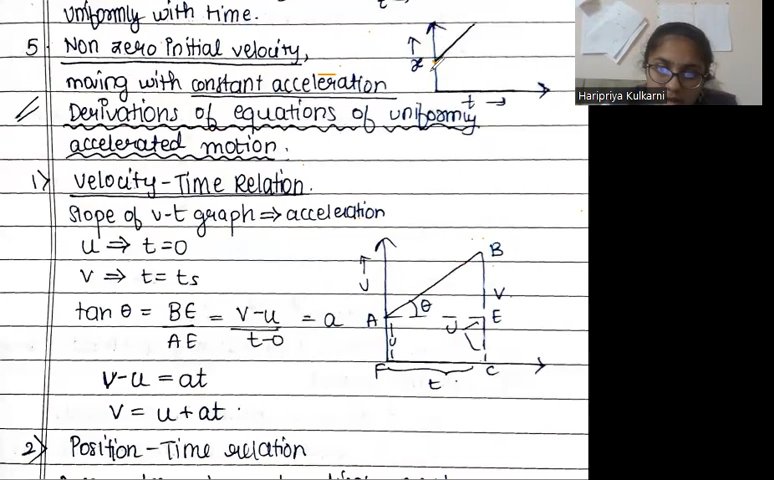 uniformly with time.
5. Non zero initial velocity,
moving with constant acceleration
Derivations of equations of uniformly
accelerated motion.
1) Velocity-Time Relation.
Slope of v-t graph ⇒ acceleration
u ⇒ t=0
v ⇒ t= ts
tan θ = BE/AE = v-u/t-0 = a
v-u = at
v = u+at
2) Position-Time relation
↑ x
t →
↑ v
B
θ
V
A
E
u
u
F
C
t
Haripriya Kulkarni